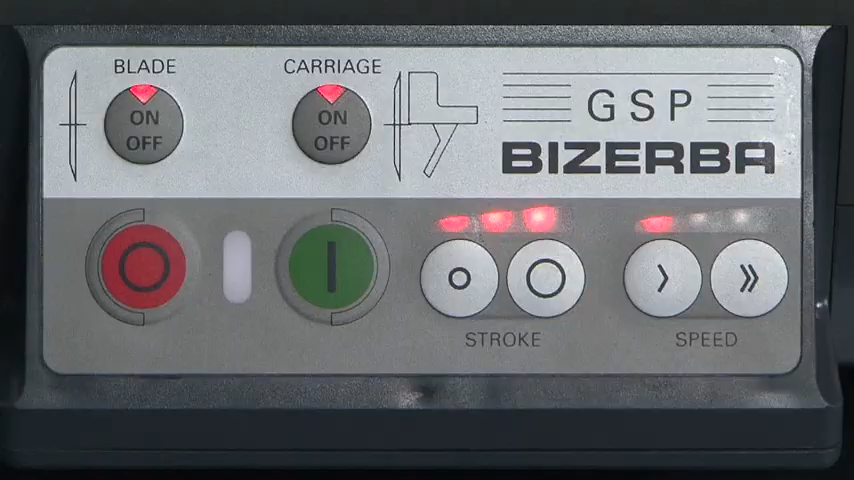 BLADE
CARRIAGE
ON
OFF
ON
OFF
GSP
BIZERBA
STROKE
SPEED